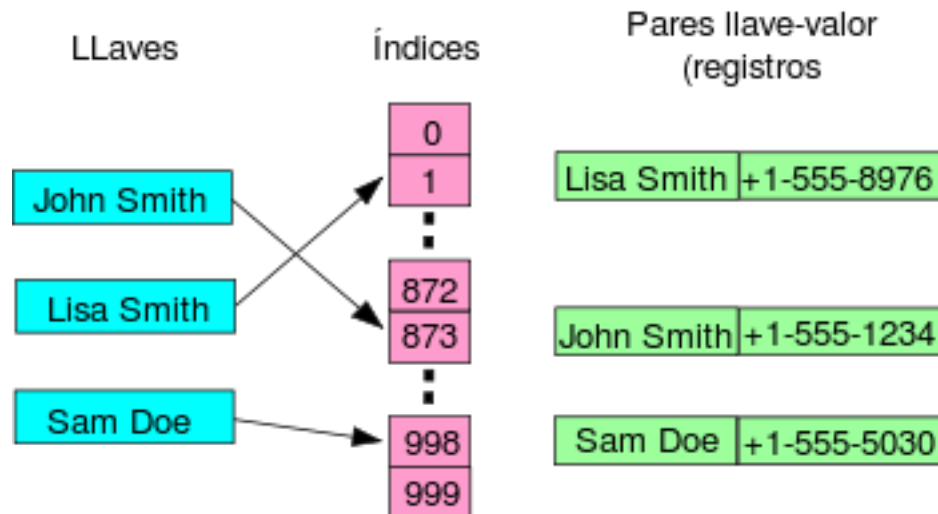 LLaves
Índices
Pares llave-valor
(registros
John Smith
Lisa Smith
Sam Doe
0
1
872
873
998
999
Lisa Smith +1-555-8976
John Smith +1-555-1234
Sam Doe +1-555-5030